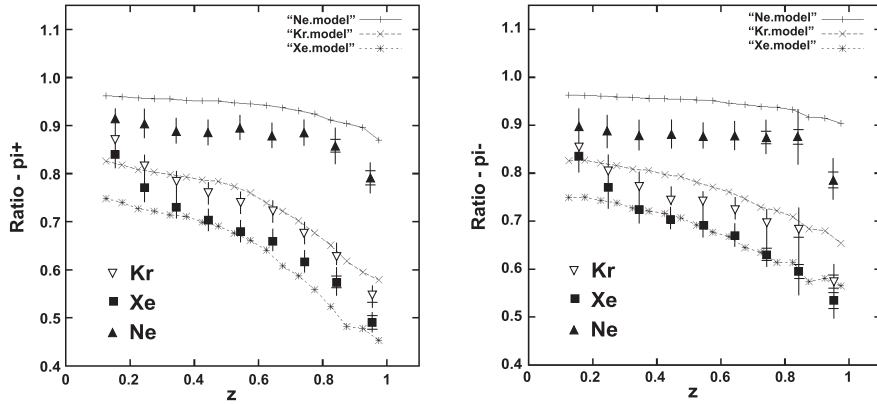 "Ne.model"
"Kr.model"
"Xe.model"
1.1
1.0
0.9
0.8
0.7
0.6
0.5
0.4
Ratio - pi+
Kr
Xe
Ne
0 0.2 0.4 0.6 0.8 1
z
"Ne.model"
"Kr.model"
"Xe.model"
1.1
1.0
0.9
0.8
0.7
0.6
0.5
0.4
Ratio - pi-
Kr
Xe
Ne
0 0.2 0.4 0.6 0.8 1
z